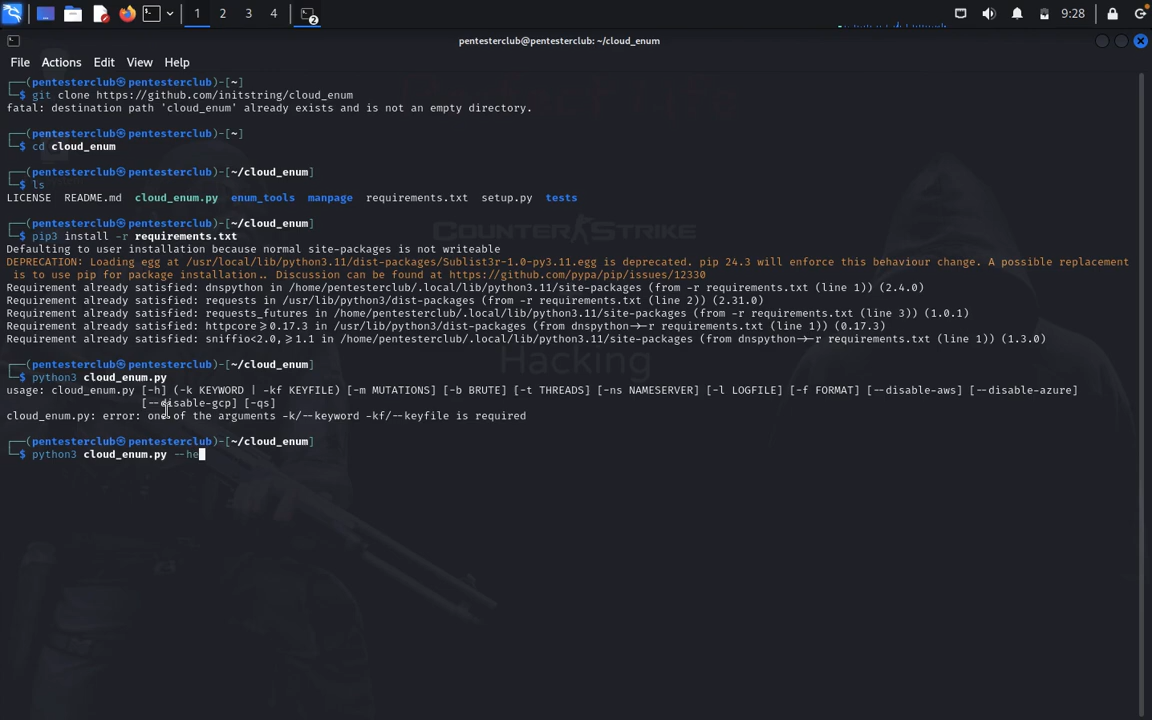 1 2 3 4 2 9:28
pentesterclub@pentesterclub: ~/cloud_enum
File Actions Edit View Help
┌──(pentesterclub㉿pentesterclub)-[~]
└─$ git clone https://github.com/initstring/cloud_enum
fatal: destination path 'cloud_enum' already exists and is not an empty directory.
┌──(pentesterclub㉿pentesterclub)-[~]
└─$ cd cloud_enum
┌──(pentesterclub㉿pentesterclub)-[~/cloud_enum]
└─$ ls
LICENSE README.md cloud_enum.py enum_tools manpage requirements.txt setup.py tests
┌──(pentesterclub㉿pentesterclub)-[~/cloud_enum]
└─$ pip3 install -r requirements.txt
COUNTER STRIKE
Defaulting to user installation because normal site-packages is not writeable
DEPRECATION: Loading egg at /usr/local/lib/python3.11/dist-packages/Sublist3r-1.0-py3.11.egg is deprecated. pip 24.3 will enforce this behaviour change. A possible replacement
is to use pip for package installation.. Discussion can be found at https://github.com/pypa/pip/issues/12330
Requirement already satisfied: dnspython in /home/pentesterclub/.local/lib/python3.11/site-packages (from -r requirements.txt (line 1)) (2.4.0)
Requirement already satisfied: requests in /usr/lib/python3/dist-packages (from -r requirements.txt (line 2)) (2.31.0)
Requirement already satisfied: requests_futures in /home/pentesterclub/.local/lib/python3.11/site-packages (from -r requirements.txt (line 3)) (1.0.1)
Requirement already satisfied: httpcore>=0.17.3 in /usr/lib/python3/dist-packages (from dnspython->-r requirements.txt (line 1)) (0.17.3)
Requirement already satisfied: sniffio<2.0,>=1.1 in /home/pentesterclub/.local/lib/python3.11/site-packages (from dnspython->-r requirements.txt (line 1)) (1.3.0)
Hacking
┌──(pentesterclub㉿pentesterclub)-[~/cloud_enum]
└─$ python3 cloud_enum.py
usage: cloud_enum.py [-h] (-k KEYWORD | -kf KEYFILE) [-m MUTATIONS] [-b BRUTE] [-t THREADS] [-ns NAMESERVER] [-l LOGFILE] [-f FORMAT] [--disable-aws] [--disable-azure]
[--disable-gcp] [-qs]
cloud_enum.py: error: one of the arguments -k/--keyword -kf/--keyfile is required
┌──(pentesterclub㉿pentesterclub)-[~/cloud_enum]
└─$ python3 cloud_enum.py --he